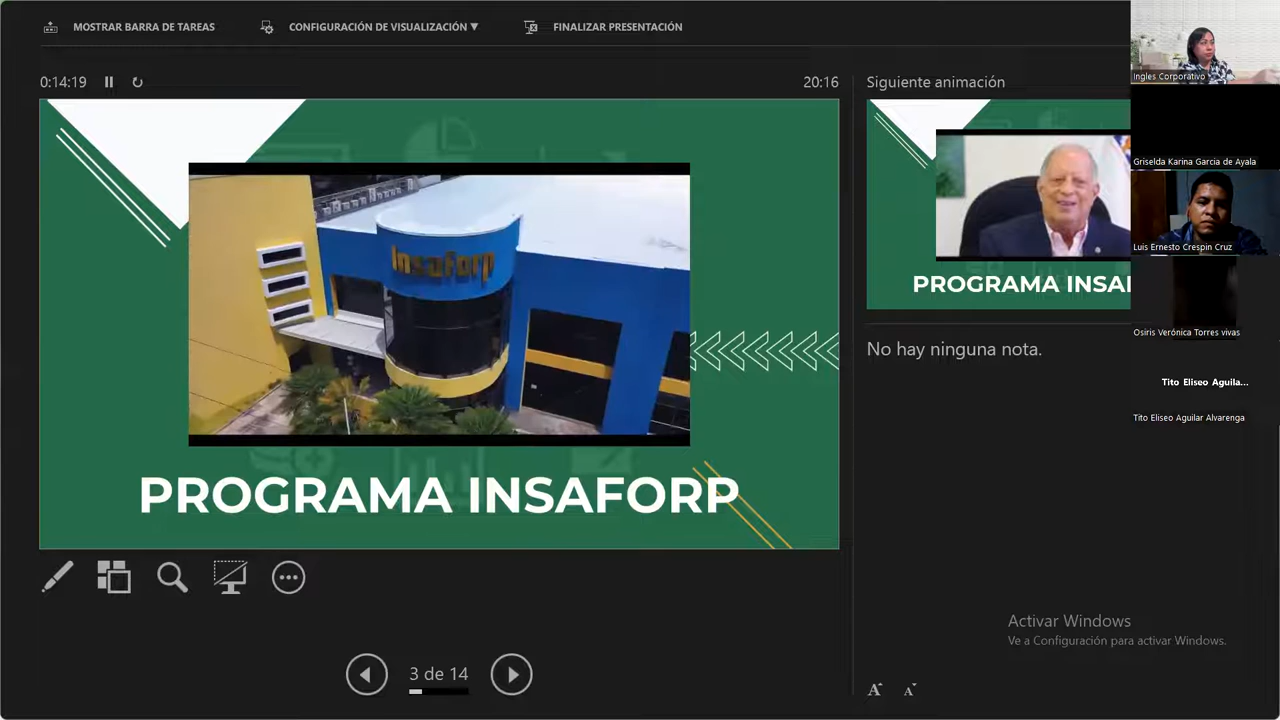 MOSTRAR BARRA DE TAREAS
CONFIGURACIÓN DE VISUALIZACIÓN ▼
FINALIZAR PRESENTACIÓN
0:14:19
20:16
Siguiente animación
Insaforp
PROGRAMA INSAFORP
PROGRAMA INSA
No hay ninguna nota.
3 de 14
Activar Windows
Ve a Configuración para activar Windows.
A A
Ingles Corporativo
Griselda Karina Garcia de Ayala
Luis Ernesto Crespin Cruz
Osiris Verónica Torres vivas
Tito Eliseo Aguila...
Tito Eliseo Aguilar Alvarenga